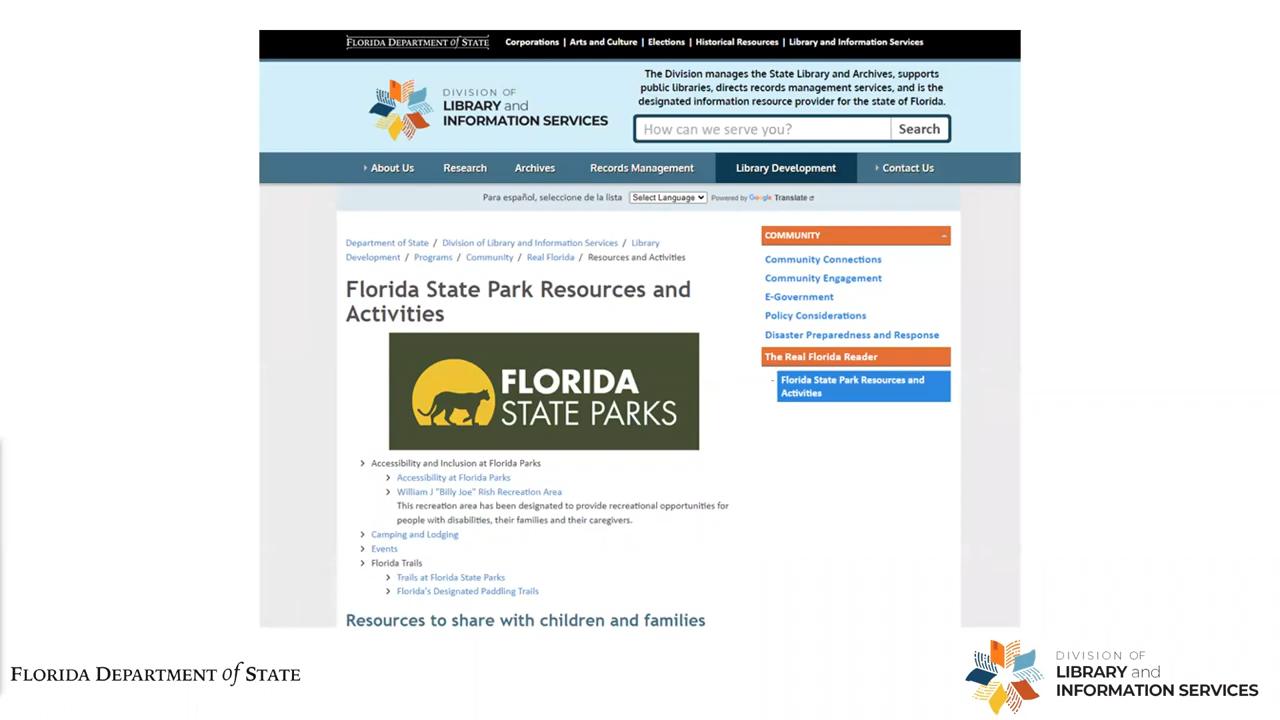 FLORIDA DEPARTMENT of STATE
Corporations | Arts and Culture | Elections | Historical Resources | Library and Information Services
DIVISION OF
LIBRARY and
INFORMATION SERVICES
The Division manages the State Library and Archives, supports
public libraries, directs records management services, and is the
designated information resource provider for the state of Florida.
How can we serve you?
Search
About Us
Research
Archives
Records Management
Library Development
Contact Us
Para español, seleccione de la lista Select Language Powered by Google Translate
Department of State / Division of Library and Information Services / Library
Development / Programs / Community / Real Florida / Resources and Activities
Florida State Park Resources and
Activities
FLORIDA
STATE PARKS
Accessibility and Inclusion at Florida Parks
Accessibility at Florida Parks
William J "Billy Joe" Rish Recreation Area
This recreation area has been designated to provide recreational opportunities for
people with disabilities, their families and their caregivers.
Camping and Lodging
Events
Florida Trails
Trails at Florida State Parks
Florida's Designated Paddling Trails
Resources to share with children and families
COMMUNITY
Community Connections
Community Engagement
E-Government
Policy Considerations
Disaster Preparedness and Response
The Real Florida Reader
- Florida State Park Resources and
Activities
FLORIDA DEPARTMENT of STATE
DIVISION OF
LIBRARY and
INFORMATION SERVICES